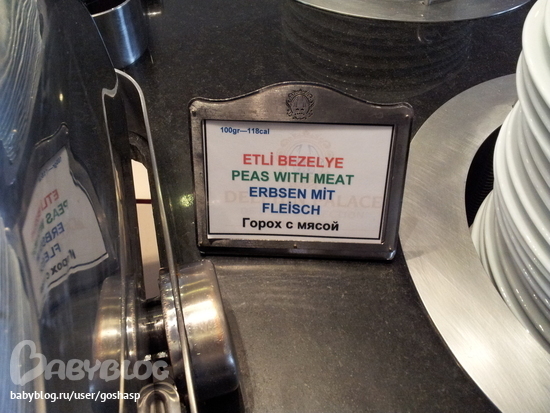 100gr—118cal
ETLİ BEZELYE
PEAS WITH MEAT
ERBSEN MİT
FLEİSCH
Горох с мясой
BABYBLOG
babyblog.ru/user/goshasp